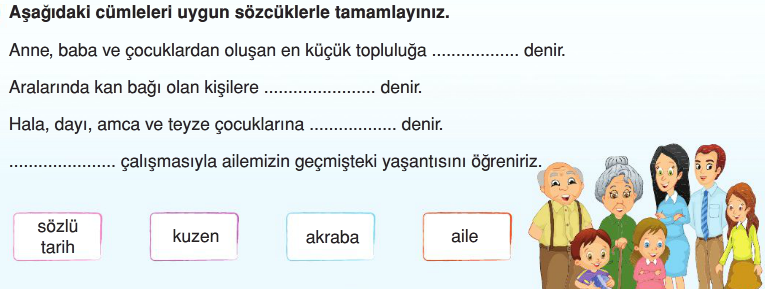 Aşağıdaki cümleleri uygun sözcüklerle tamamlayınız.
Anne, baba ve çocuklardan oluşan en küçük topluluğa .................. denir.
Aralarında kan bağı olan kişilere ....................... denir.
Hala, dayı, amca ve teyze çocuklarına .................. denir.
...................... çalışmasıyla ailemizin geçmişteki yaşantısını öğreniriz.
sözlü
tarih
kuzen
akraba
aile